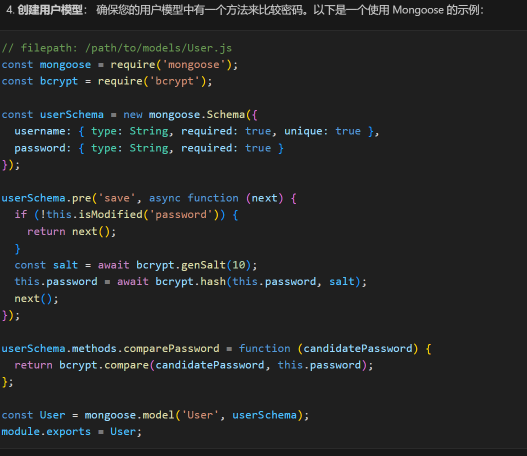 4. 创建用户模型： 确保您的用户模型中有一个方法来比较密码。以下是一个使用 Mongoose 的示例：
// filepath: /path/to/models/User.js
const mongoose = require('mongoose');
const bcrypt = require('bcrypt');
const userSchema = new mongoose.Schema({
  username: { type: String, required: true, unique: true },
  password: { type: String, required: true }
});
userSchema.pre('save', async function (next) {
  if (!this.isModified('password')) {
    return next();
  }
  const salt = await bcrypt.genSalt(10);
  this.password = await bcrypt.hash(this.password, salt);
  next();
});
userSchema.methods.comparePassword = function (candidatePassword) {
  return bcrypt.compare(candidatePassword, this.password);
};
const User = mongoose.model('User', userSchema);
module.exports = User;